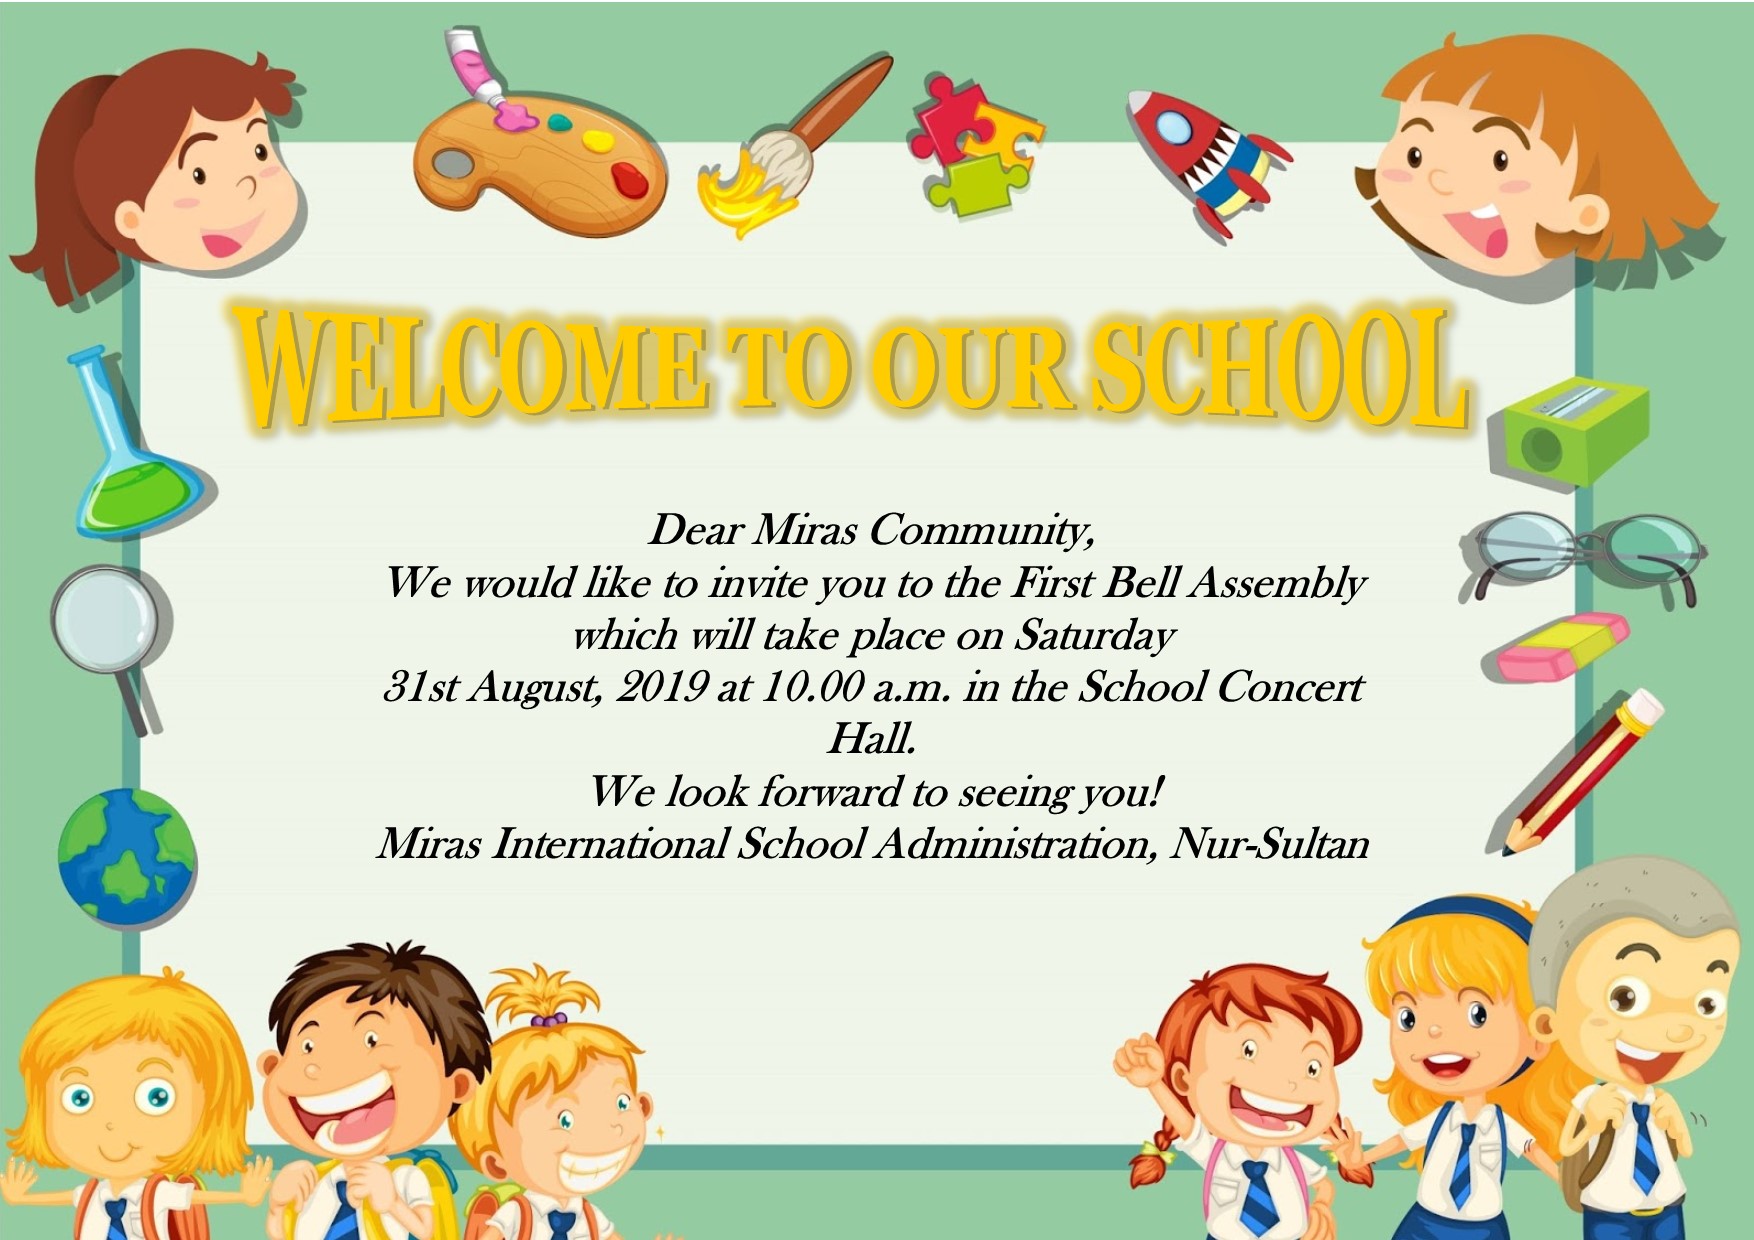 WELCOME TO OUR SCHOOL
Dear Miras Community,
We would like to invite you to the First Bell Assembly
which will take place on Saturday
31st August, 2019 at 10.00 a.m. in the School Concert
Hall.
We look forward to seeing you!
Miras International School Administration, Nur-Sultan